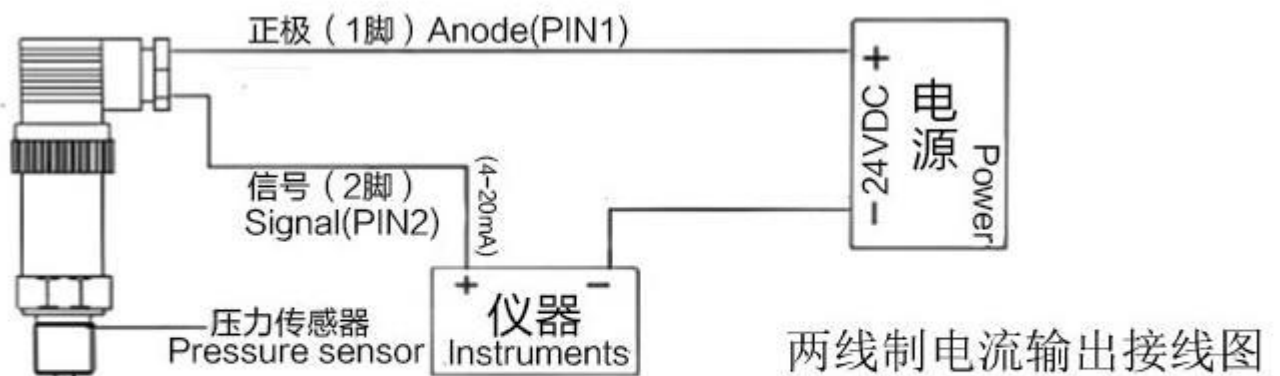 正极（1脚）Anode(PIN1)
+
－24VDC
电源
Power
信号（2脚）
Signal(PIN2)
(4-20mA)
+
−
仪器
Instruments
压力传感器
Pressure sensor
两线制电流输出接线图